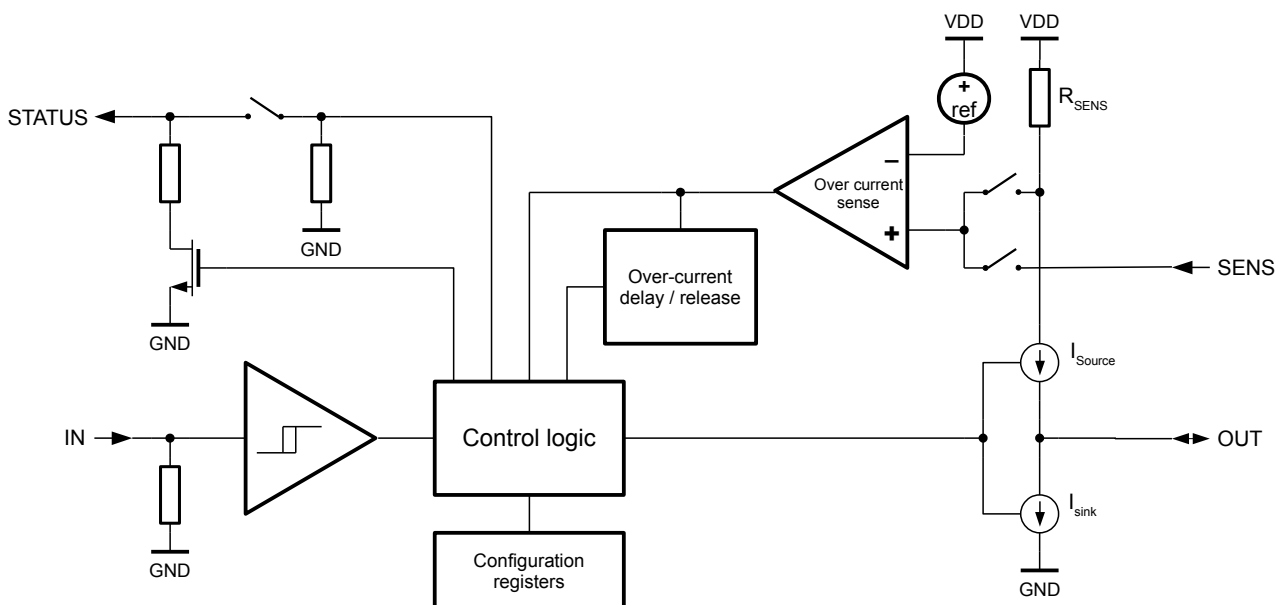 VDD
VDD
+
ref
R_SENS
STATUS
−
Over current
sense
+
GND
Over-current
delay / release
SENS
GND
I_Source
IN
Control logic
OUT
I_sink
GND
Configuration
registers
GND